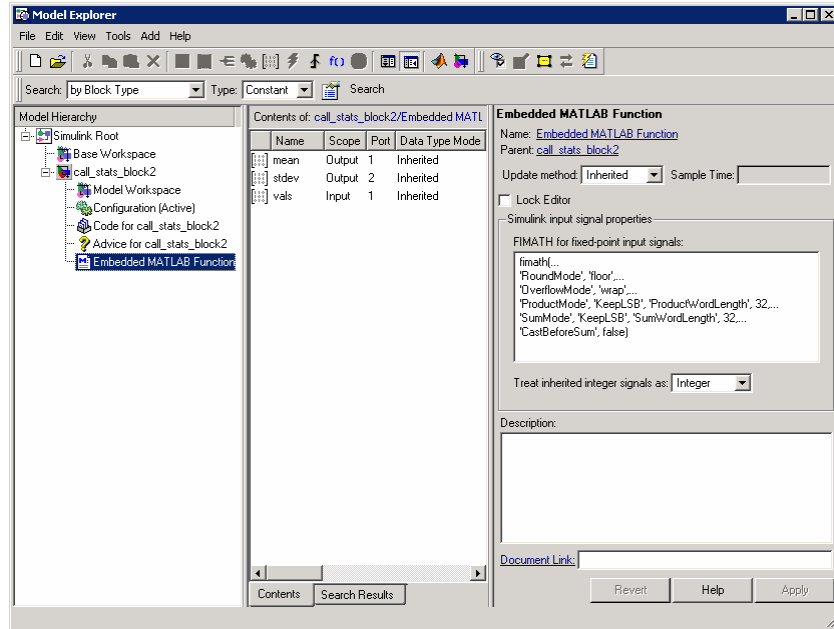 Model Explorer
File Edit View Tools Add Help
f()
Search: by Block Type Type: Constant Search
Model Hierarchy
Simulink Root
Base Workspace
call_stats_block2
Model Workspace
Configuration (Active)
Code for call_stats_block2
Advice for call_stats_block2
Embedded MATLAB Function
Contents of: call_stats_block2/Embedded MATL
Name Scope Port Data Type Mode
mean Output 1 Inherited
stdev Output 2 Inherited
vals Input 1 Inherited
Contents Search Results
Embedded MATLAB Function
Name: Embedded MATLAB Function
Parent: call_stats_block2
Update method: Inherited Sample Time:
Lock Editor
Simulink input signal properties
FIMATH for fixed-point input signals:
fimath(...
'RoundMode', 'floor',...
'OverflowMode', 'wrap',...
'ProductMode', 'KeepLSB', 'ProductWordLength', 32,...
'SumMode', 'KeepLSB', 'SumWordLength', 32,...
'CastBeforeSum', false)
Treat inherited integer signals as: Integer
Description:
Document Link:
Revert Help Apply